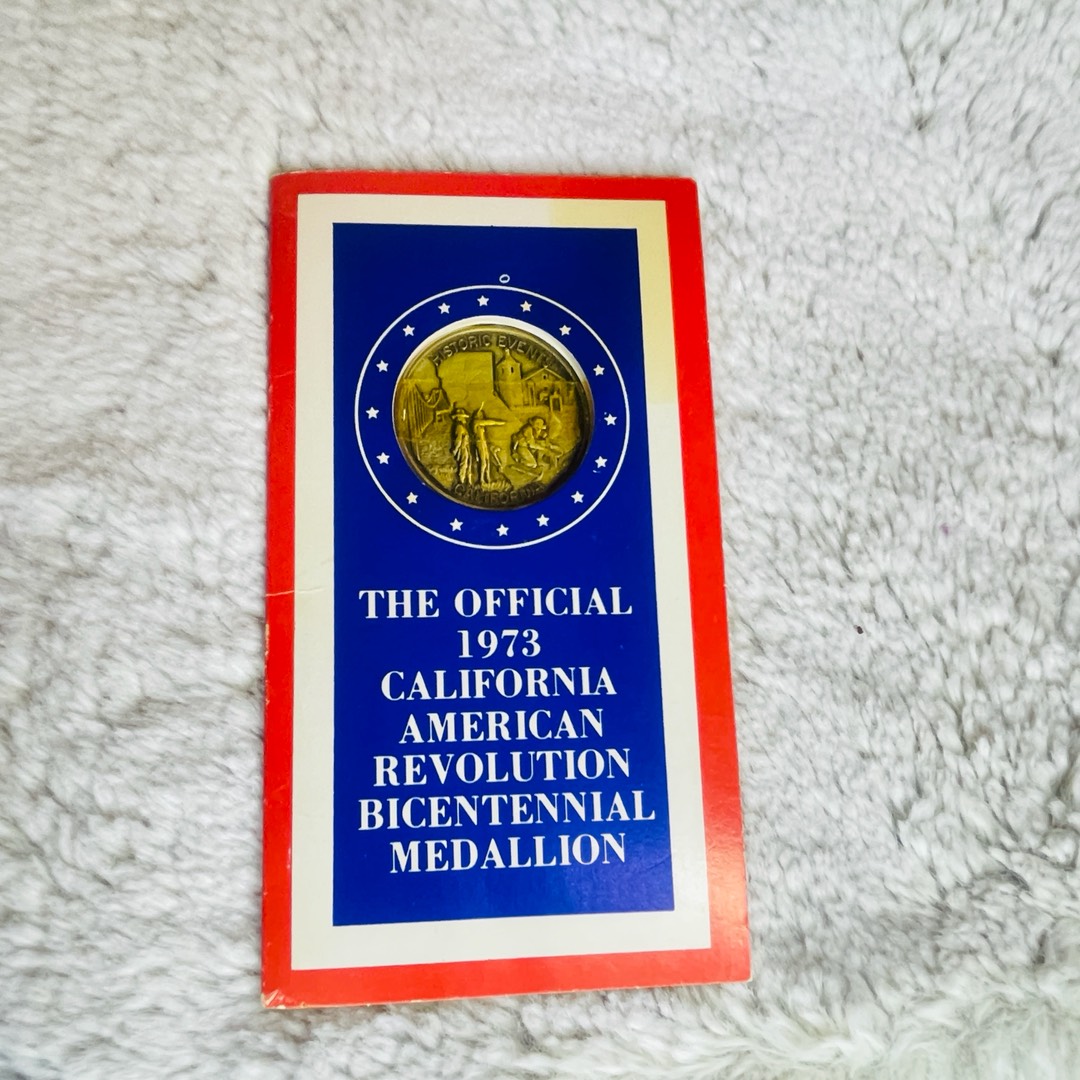 HISTORIC EVENTS
CALIFORNIA
THE OFFICIAL
1973
CALIFORNIA
AMERICAN
REVOLUTION
BICENTENNIAL
MEDALLION